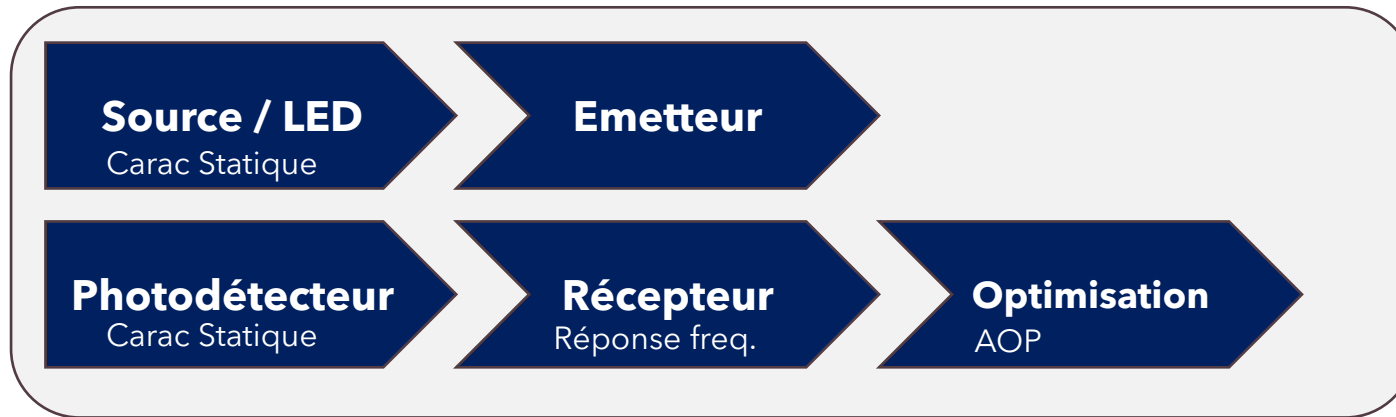 Source / LED
Carac Statique
Emetteur
Photodétecteur
Carac Statique
Récepteur
Réponse freq.
Optimisation
AOP